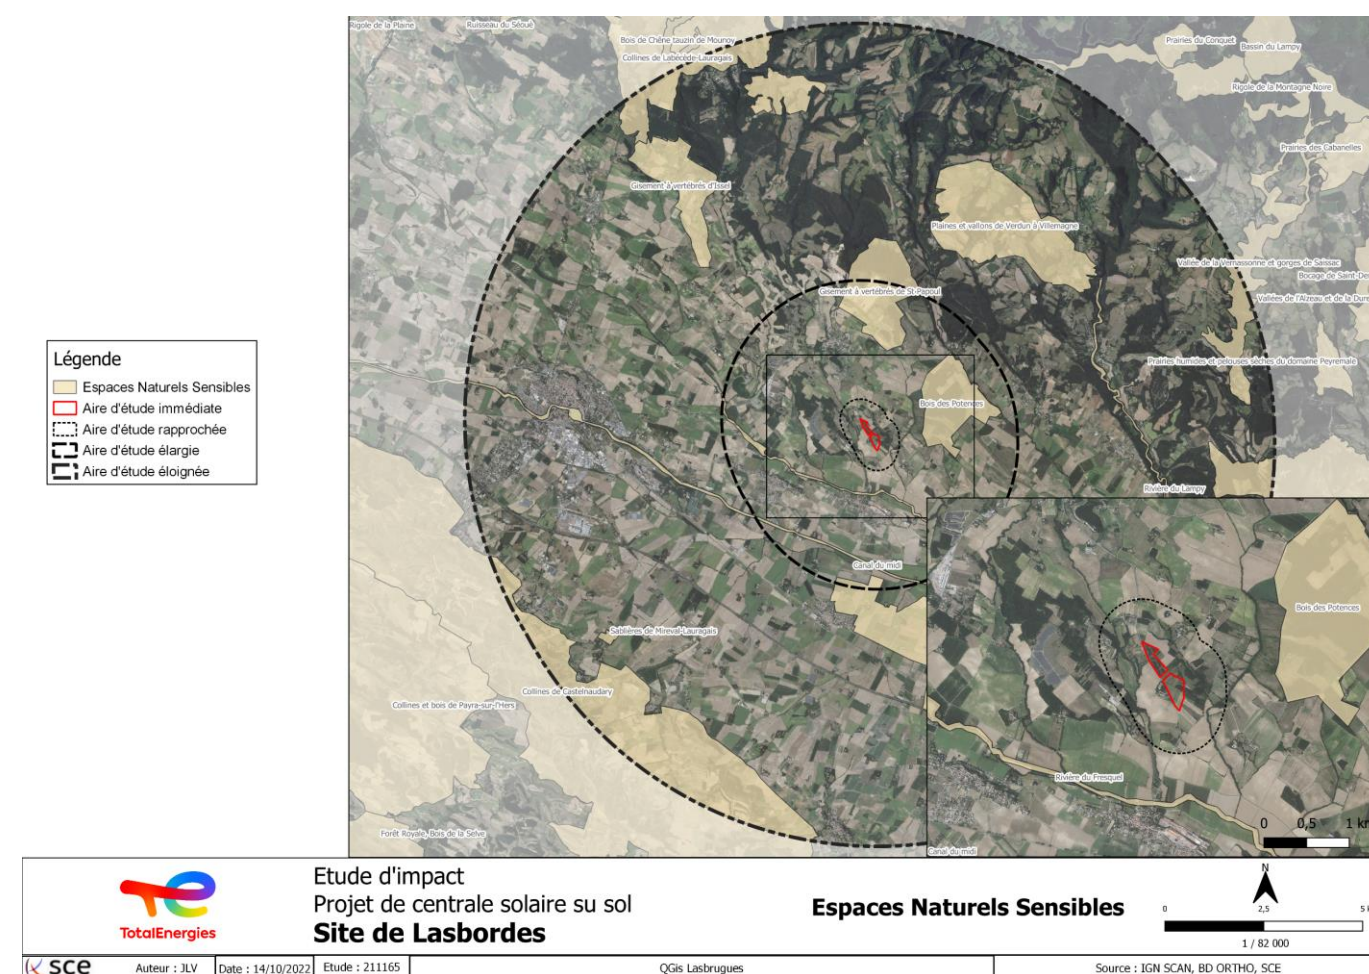 Rigole de la Plaine
Ruisseau du Séouè
Bois de Chêne tauzin de Mounoy
Collines de Labécède-Lauragais
Prairies du Conquet
Bassin du Lampy
Rigole de la Montagne Noire
Prairies des Cabanelles
Gisement à vertébrés d'Issel
Plaines et vallons de Verdun à Villemagne
Vallée de la Vernassonne et gorges de Saissac
Bocage de Saint-De
Gisement à vertébrés de St-Papoul
Vallées de l'Alzeau et de la Dure
Légende
Espaces Naturels Sensibles
Aire d'étude immédiate
Aire d'étude rapprochée
Aire d'étude élargie
Aire d'étude éloignée
Prairies humides et pelouses sèches du domaine Peyremale
Bois des Potences
Rivière du Lampy
Canal du midi
Bois des Potences
Sablières de Mireval-Lauragais
Collines de Castelnaudary
Collines et bois de Payra-sur-l'Hers
Rivière du Fresquel
Forêt Royale, Bois de la Selve
0 0,5 1 km
Canal du midi
TotalEnergies
Etude d'impact
Projet de centrale solaire su sol
Site de Lasbordes
Espaces Naturels Sensibles
N
0 2,5 5 k
1 / 82 000
sce
Auteur : JLV
Date : 14/10/2022
Etude : 211165
QGis Lasbrugues
Source : IGN SCAN, BD ORTHO, SCE